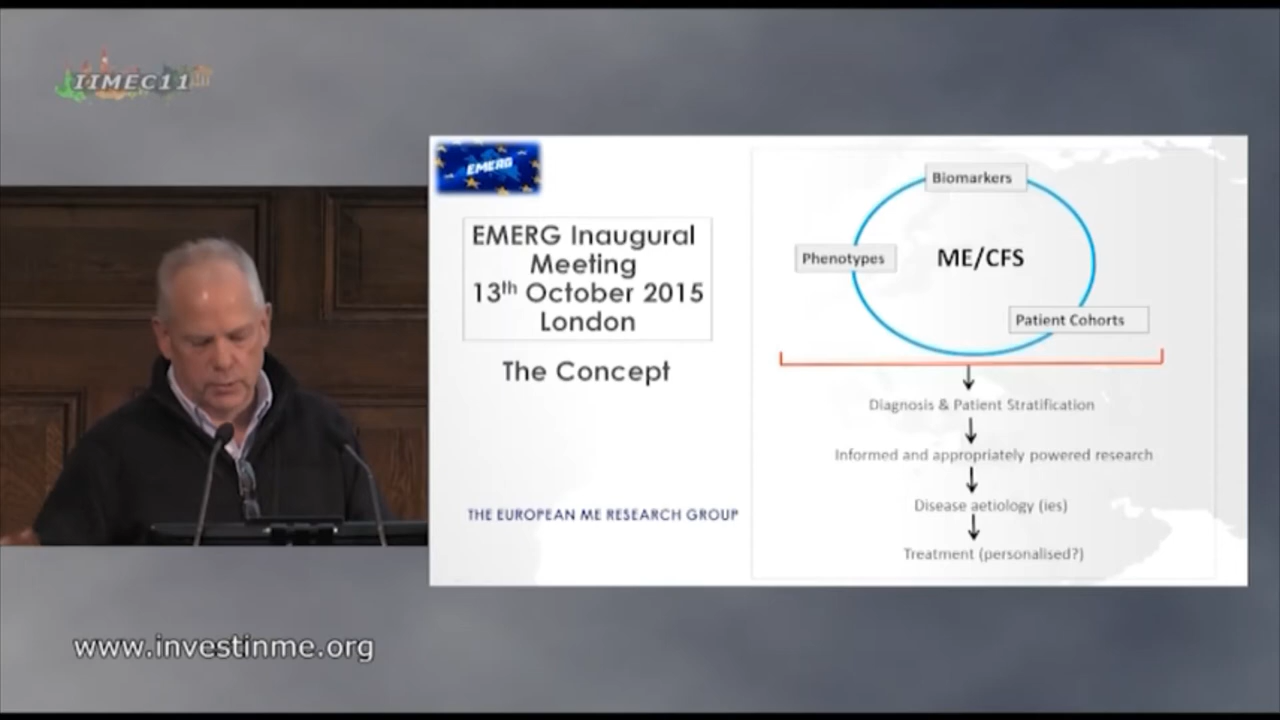 IIMEC11
EMERG
EMERG Inaugural
Meeting
13th October 2015
London
The Concept
THE EUROPEAN ME RESEARCH GROUP
Biomarkers
Phenotypes
ME/CFS
Patient Cohorts
Diagnosis & Patient Stratification
Informed and appropriately powered research
Disease aetiology (ies)
Treatment (personalised?)
www.investinme.org